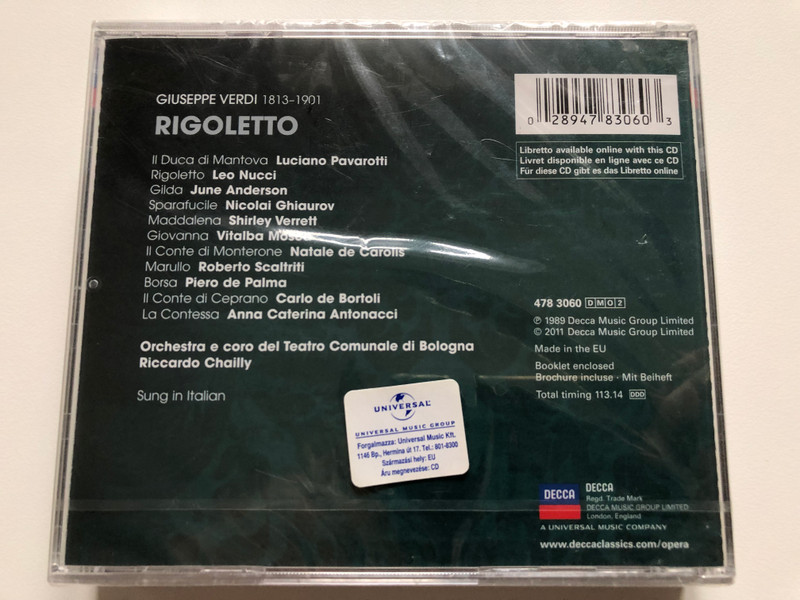 GIUSEPPE VERDI 1813–1901
RIGOLETTO
Il Duca di Mantova Luciano Pavarotti
Rigoletto Leo Nucci
Gilda June Anderson
Sparafucile Nicolai Ghiaurov
Maddalena Shirley Verrett
Giovanna Vitalba Mosca
Il Conte di Monterone Natale de Carolis
Marullo Roberto Scaltriti
Borsa Piero de Palma
Il Conte di Ceprano Carlo de Bortoli
La Contessa Anna Caterina Antonacci
Orchestra e coro del Teatro Comunale di Bologna
Riccardo Chailly
Sung in Italian
0 28947 83060 3
Libretto available online with this CD
Livret disponible en ligne avec ce CD
Für diese CD gibt es das Libretto online
478 3060 DMO2
℗ 1989 Decca Music Group Limited
© 2011 Decca Music Group Limited
Made in the EU
Booklet enclosed
Brochure incluse · Mit Beiheft
Total timing 113.14 DDD
UNIVERSAL
UNIVERSAL MUSIC GROUP
Forgalmazza: Universal Music Kft.
1146 Bp., Hermina út 17. Tel.: 801-8300
Származási hely: EU
Áru megnevezése: CD
DECCA
DECCA
Regd. Trade Mark
DECCA MUSIC GROUP LIMITED
London, England
A UNIVERSAL MUSIC COMPANY
www.deccaclassics.com/opera